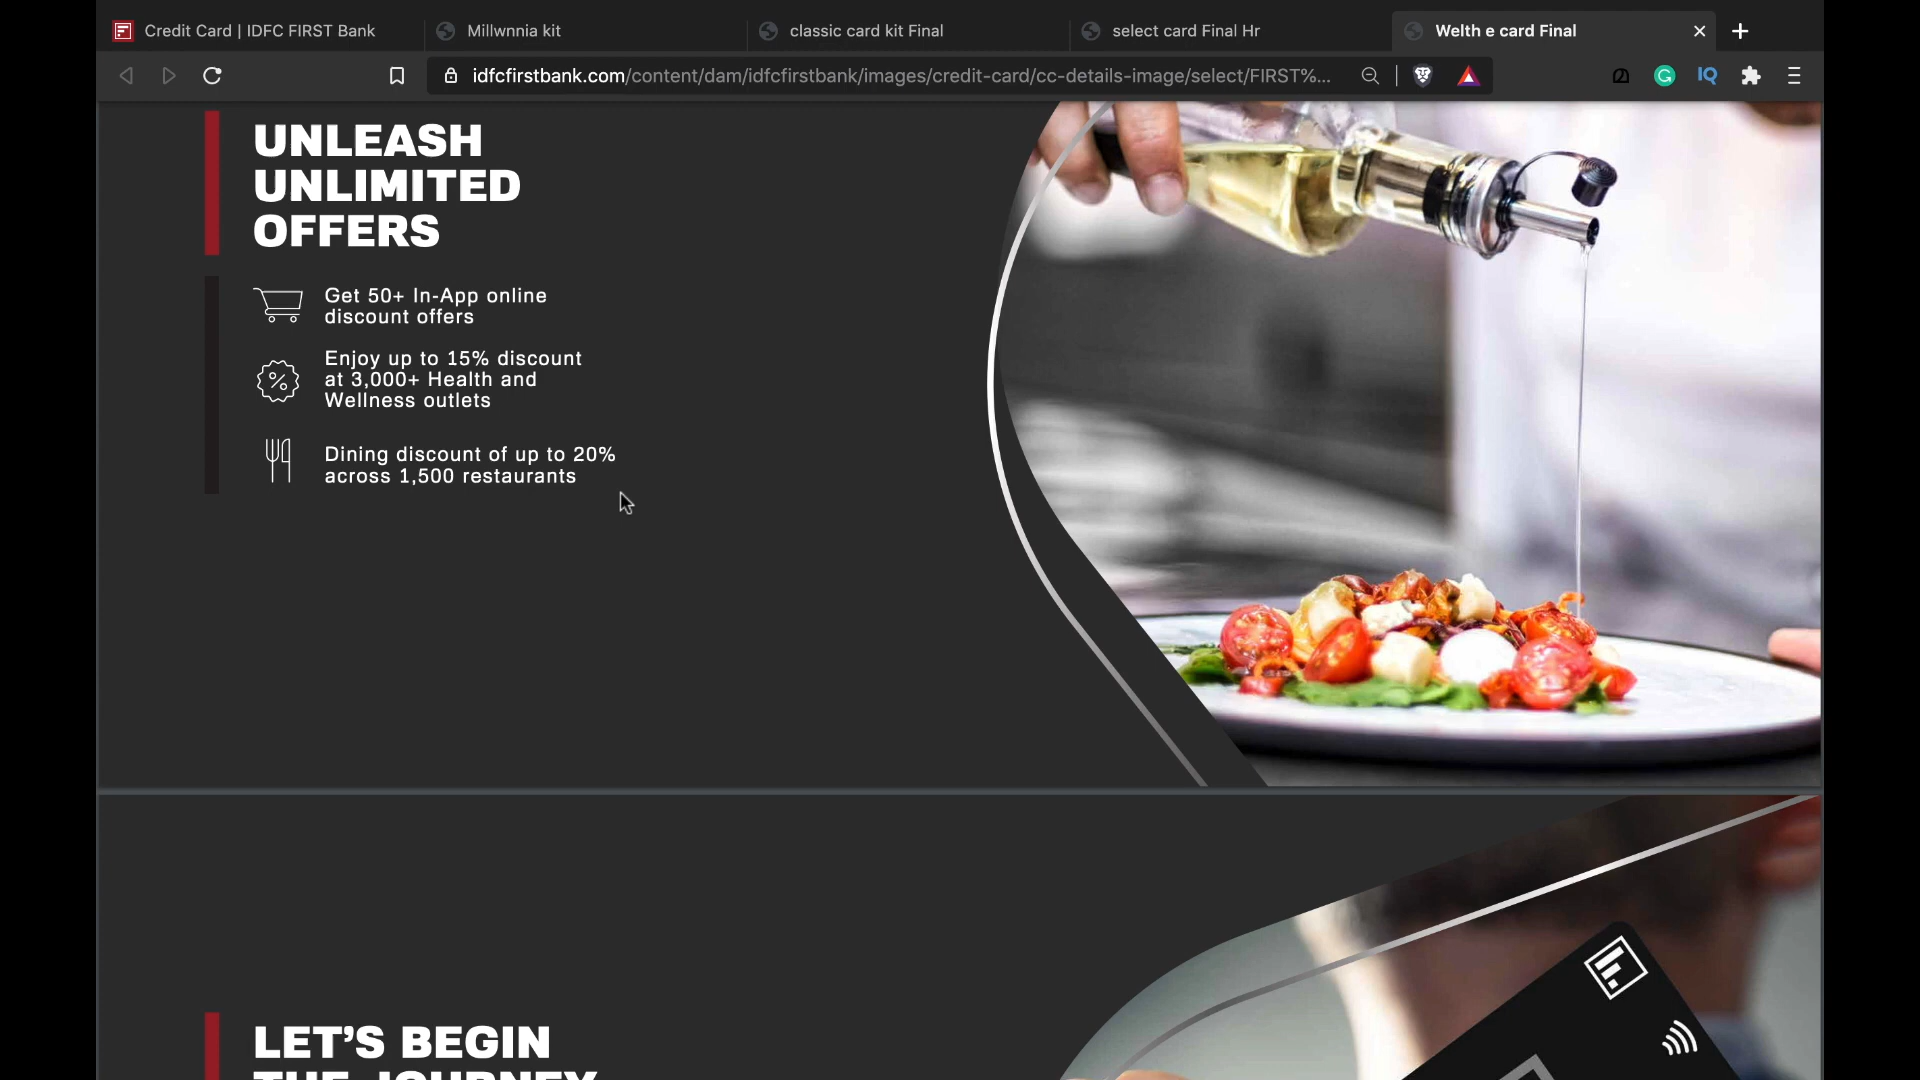 Credit Card | IDFC FIRST Bank
Millwnnia kit
classic card kit Final
select card Final Hr
Welth e card Final
idfcfirstbank.com/content/dam/idfcfirstbank/images/credit-card/cc-details-image/select/FIRST%...
IQ
UNLEASH
UNLIMITED
OFFERS
Get 50+ In-App online
discount offers
Enjoy up to 15% discount
at 3,000+ Health and
Wellness outlets
Dining discount of up to 20%
across 1,500 restaurants
LET'S BEGIN
THE JOURNEY